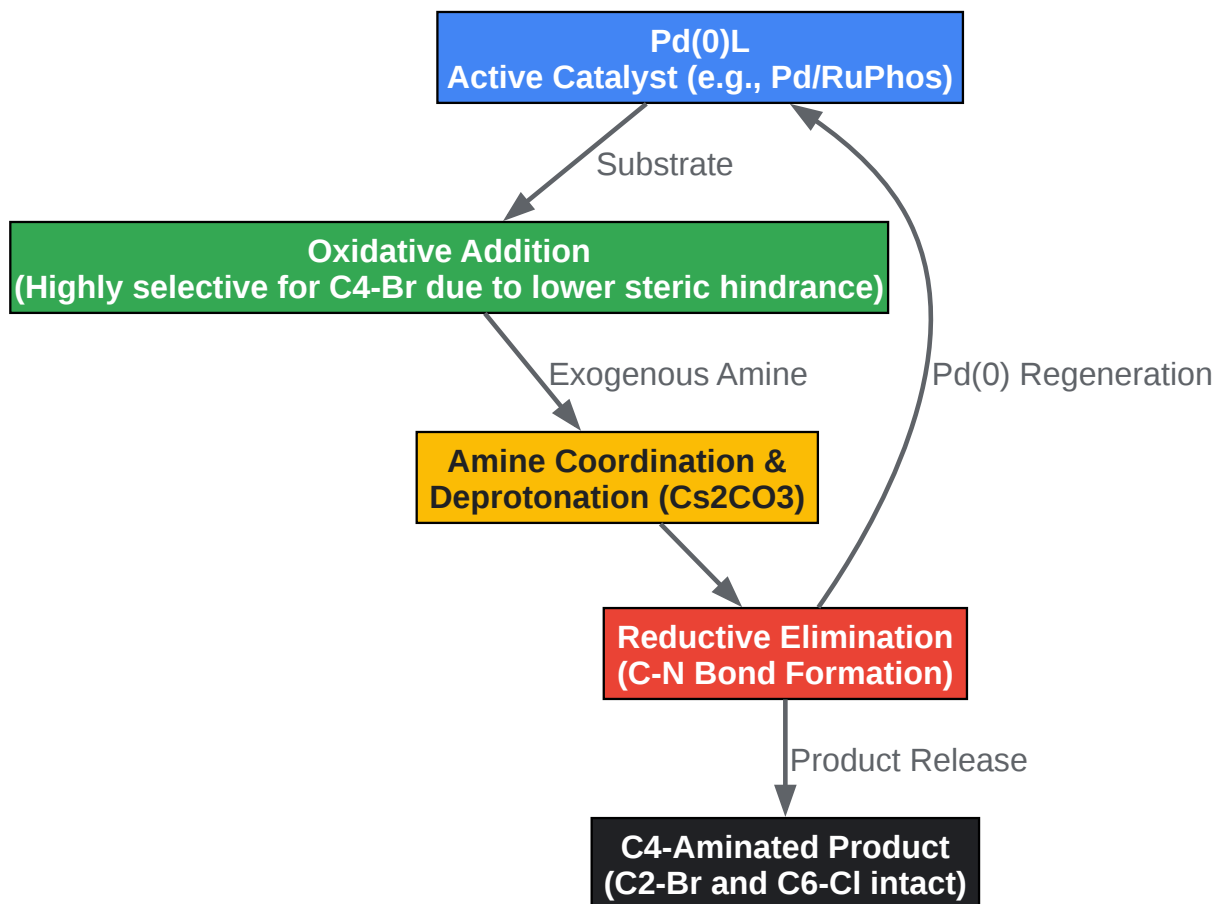 Pd(0)L
Active Catalyst (e.g., Pd/RuPhos)
Substrate
Oxidative Addition
(Highly selective for C4-Br due to lower steric hindrance)
Exogenous Amine
Pd(0) Regeneration
Amine Coordination &
Deprotonation (Cs2CO3)
Reductive Elimination
(C-N Bond Formation)
Product Release
C4-Aminated Product
(C2-Br and C6-Cl intact)